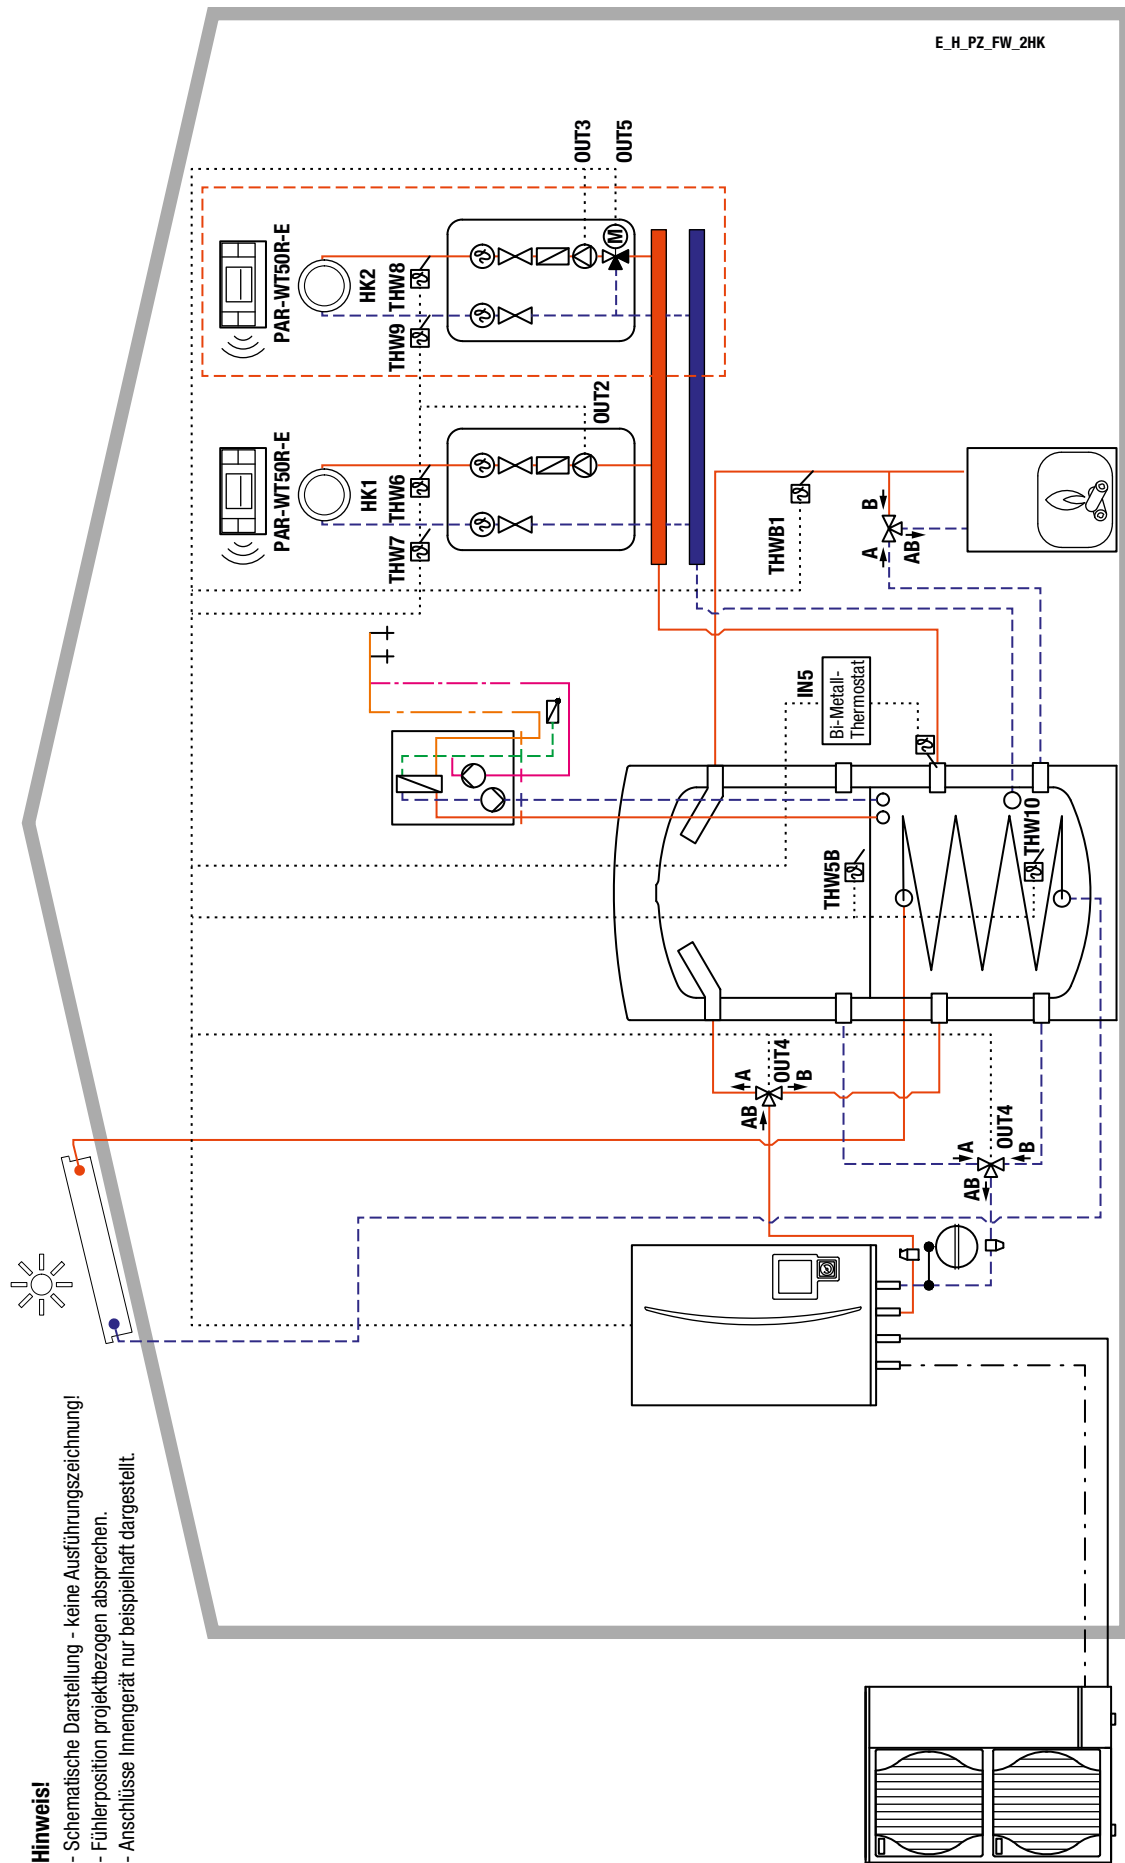 E_H_PZ_FW_2HK
Hinweis!
- Schematische Darstellung - keine Ausführungszeichnung!
- Fühlerposition projektbezogen absprechen.
- Anschlüsse Innengerät nur beispielhaft dargestellt.
PAR-WT50R-E
HK1
THW6
THW7
OUT2
PAR-WT50R-E
HK2
THW8
THW9
OUT3
OUT5
M
THWB1
A
B
AB
IN5
Bi-Metall-
Thermostat
THW5B
THW10
A
OUT4
B
AB
A
OUT4
B
AB